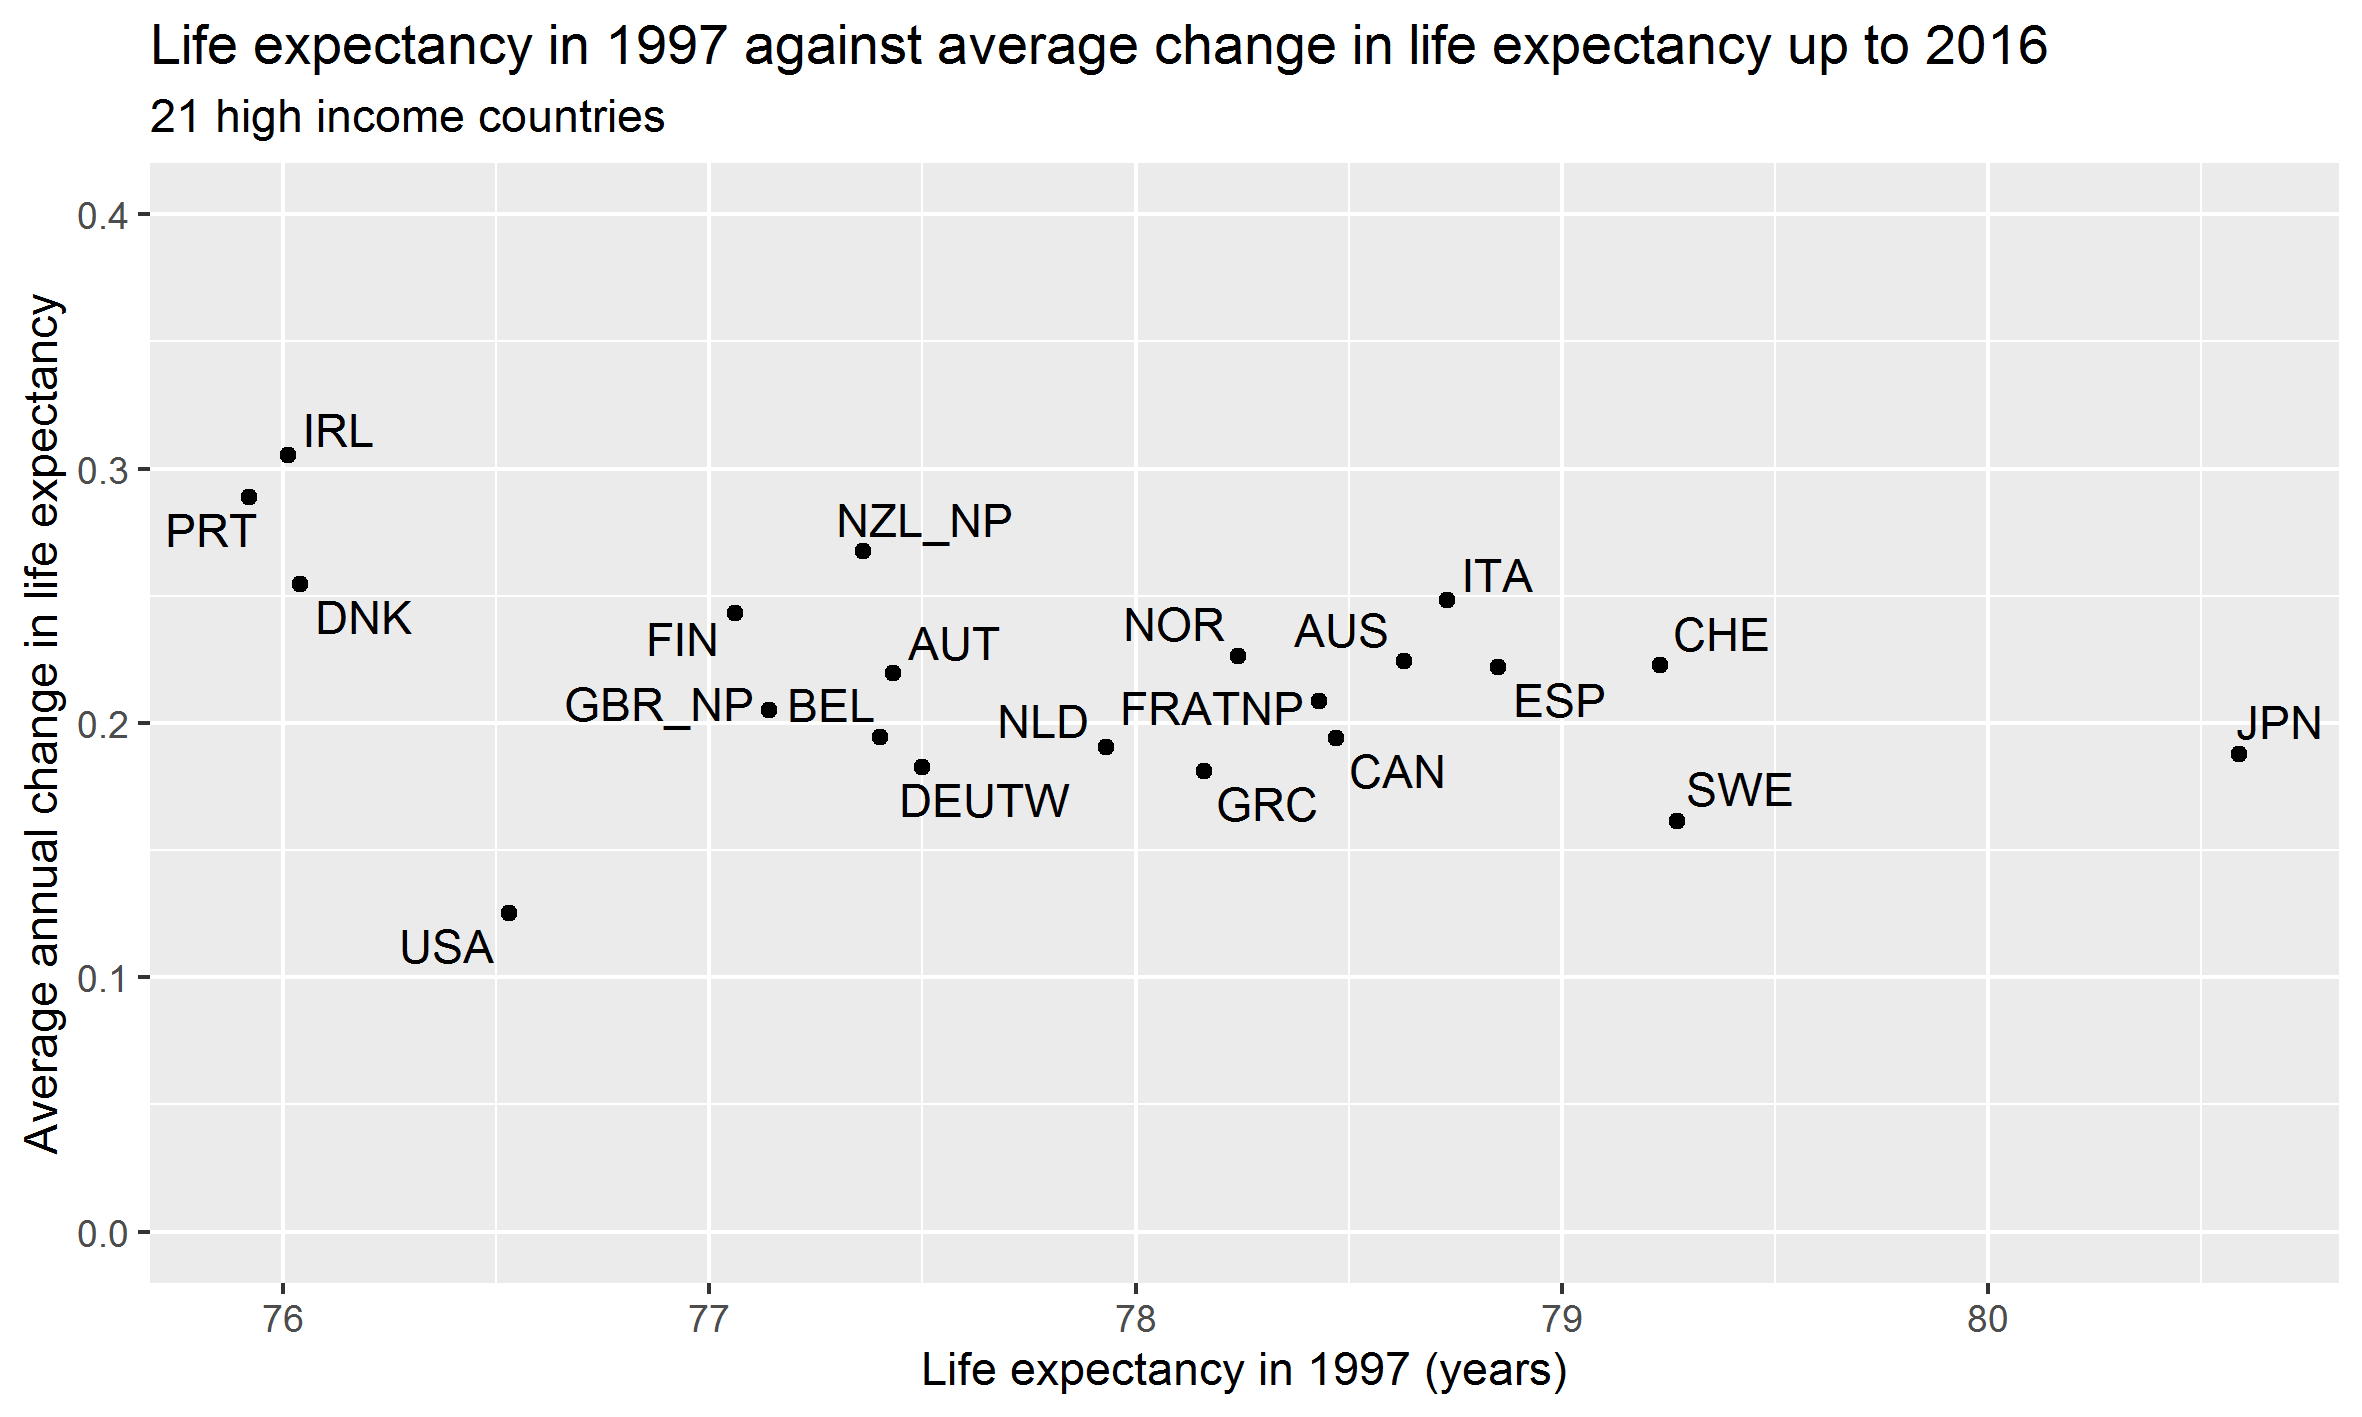 Life expectancy in 1997 against average change in life expectancy up to 2016
21 high income countries
Average annual change in life expectancy
0.4
0.3
0.2
0.1
0.0
IRL
PRT
DNK
NZL_NP
FIN
AUT
NOR
AUS
ITA
CHE
GBR_NP
BEL
NLD
FRATNP
ESP
JPN
DEUTW
GRC
CAN
SWE
USA
76
77
78
79
80
Life expectancy in 1997 (years)